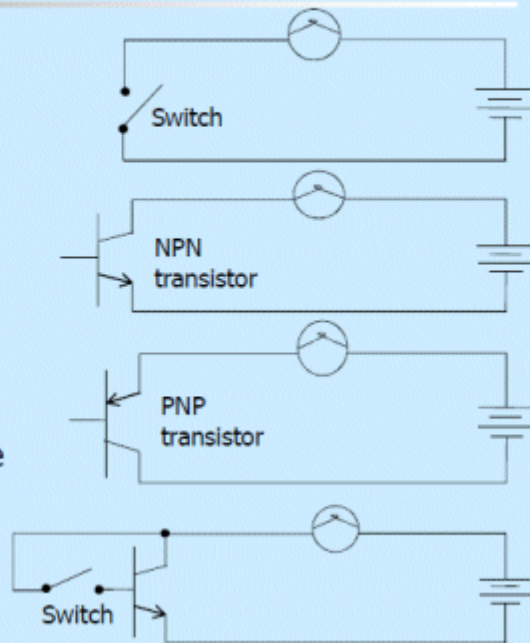 Switch
NPN
transistor
PNP
transistor
e
Switch